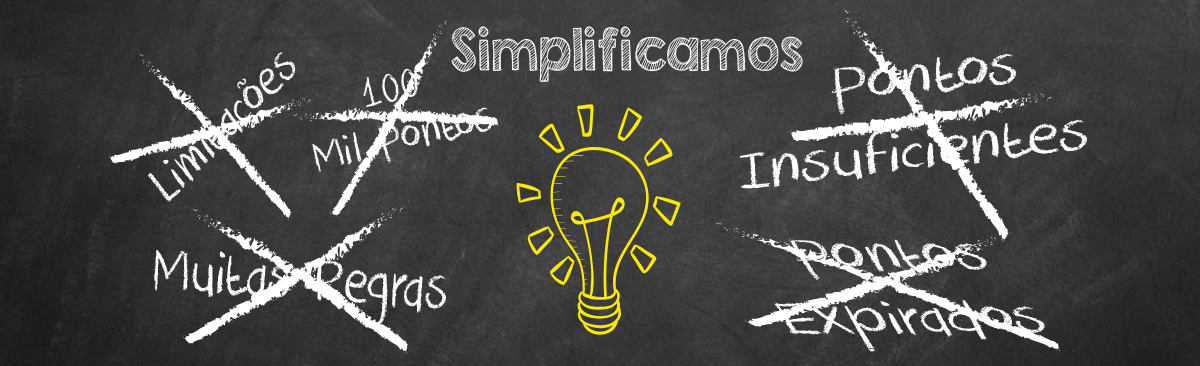 Simplificamos
Limitações
100
Mil Pontos
Pontos
Insuficientes
Muitas Regras
Pontos
Expirados